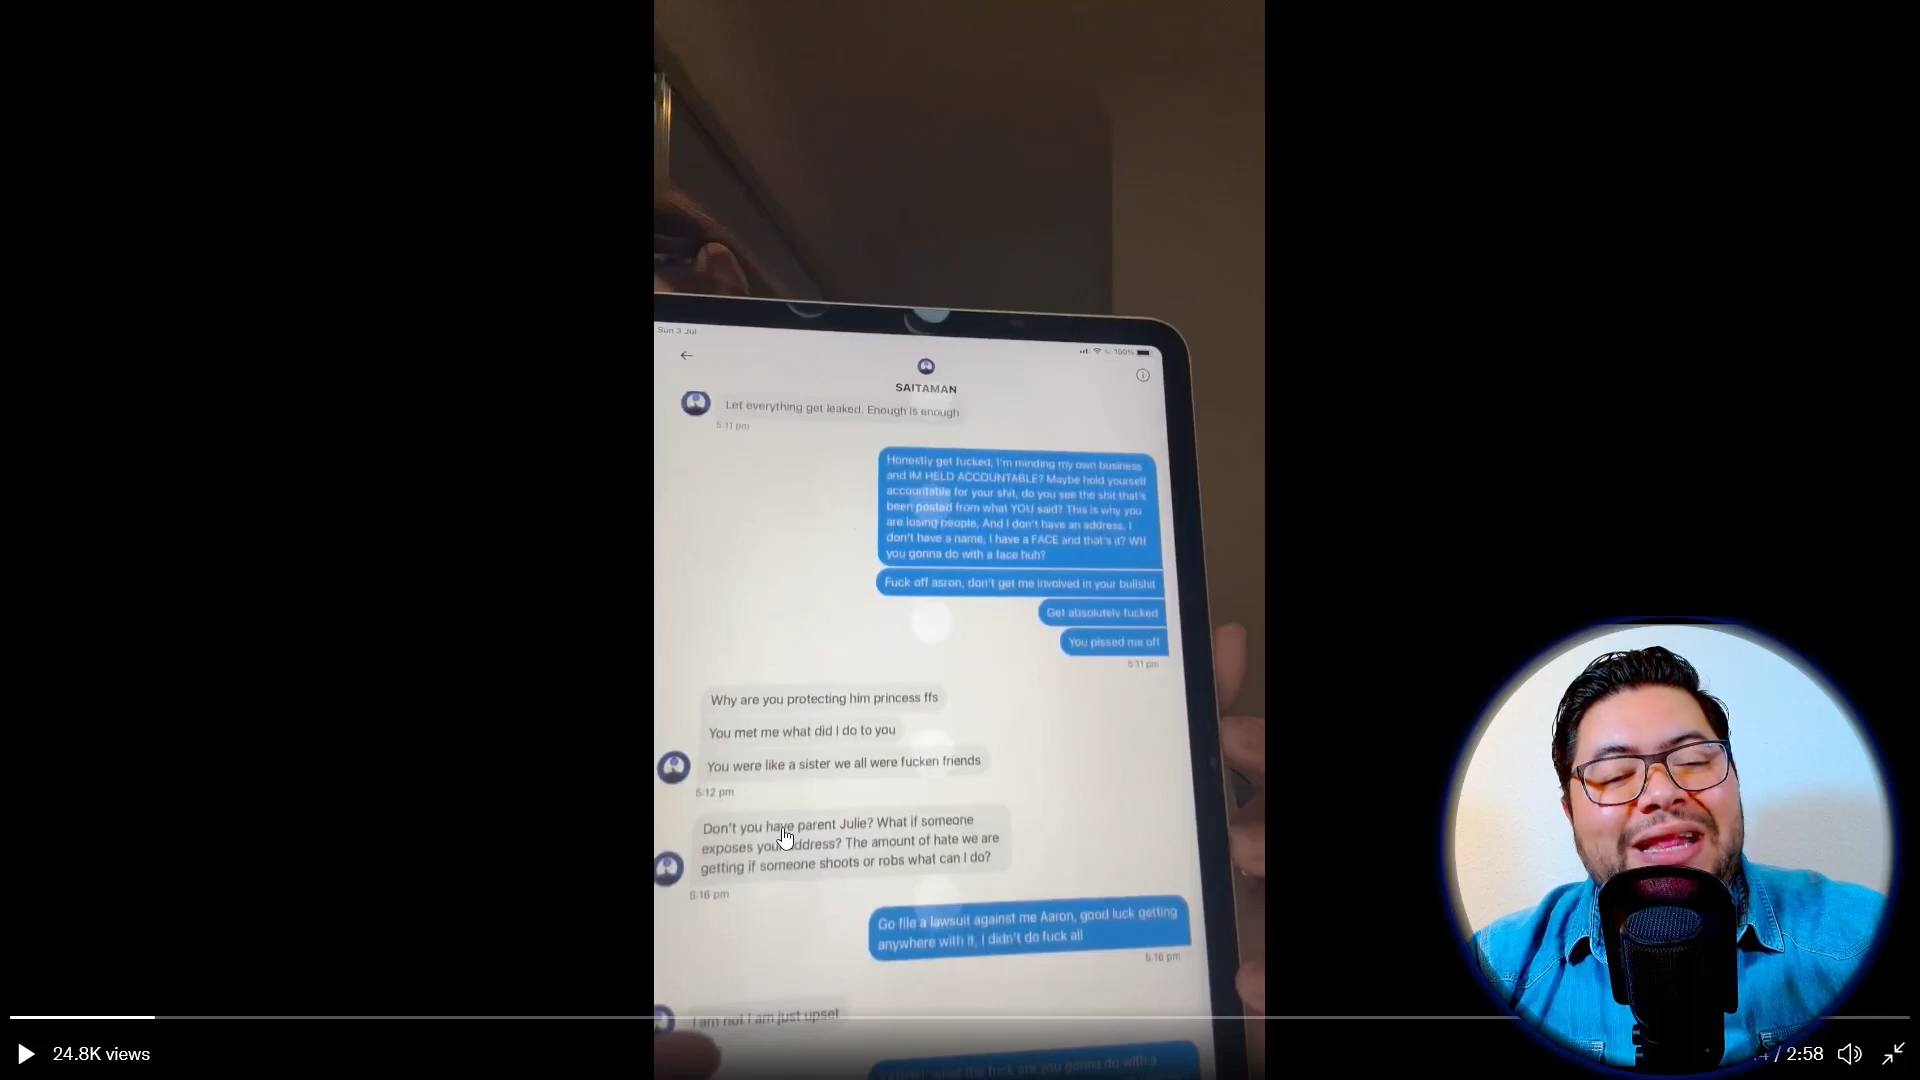 Sun 3 Jul
100%
SAITAMAN
Let everything get leaked. Enough is enough
5:11 pm
Honestly get fucked, I'm minding my own business
and IM HELD ACCOUNTABLE? Maybe hold yourself
accountable for your shit, do you see the shit that's
been posted from what YOU said? This is why you
are losing people, And I don't have an address, I
don't have a name, I have a FACE and that's it? Wtf
you gonna do with a face huh?
Fuck off asron, don't get me involved in your bullshit
Get absolutely fucked
You pissed me off
5:11 pm
Why are you protecting him princess ffs
You met me what did I do to you
You were like a sister we all were fucken friends
5:12 pm
Don't you have parent Julie? What if someone
exposes your address? The amount of hate we are
getting if someone shoots or robs what can I do?
5:16 pm
Go file a lawsuit against me Aaron, good luck getting
anywhere with it, I didn't do fuck all
5:16 pm
I am not I am just upset
the fuck are you gonna do with a
24.8K views
/ 2:58